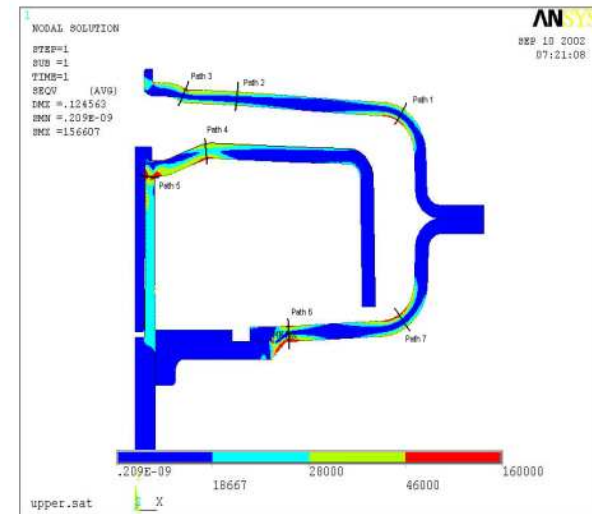 1
ANSYS
NODAL SOLUTION
SEP 10 2002
07:21:08
STEP=1
SUB =1
TIME=1
SEQV (AVG)
DMX =.124563
SMN =.209E-09
SMX =156607
Path 3
Path 2
Path 1
Path 4
Path 5
Path 6
Path 7
.209E-09
18667
28000
46000
160000
upper.sat
X